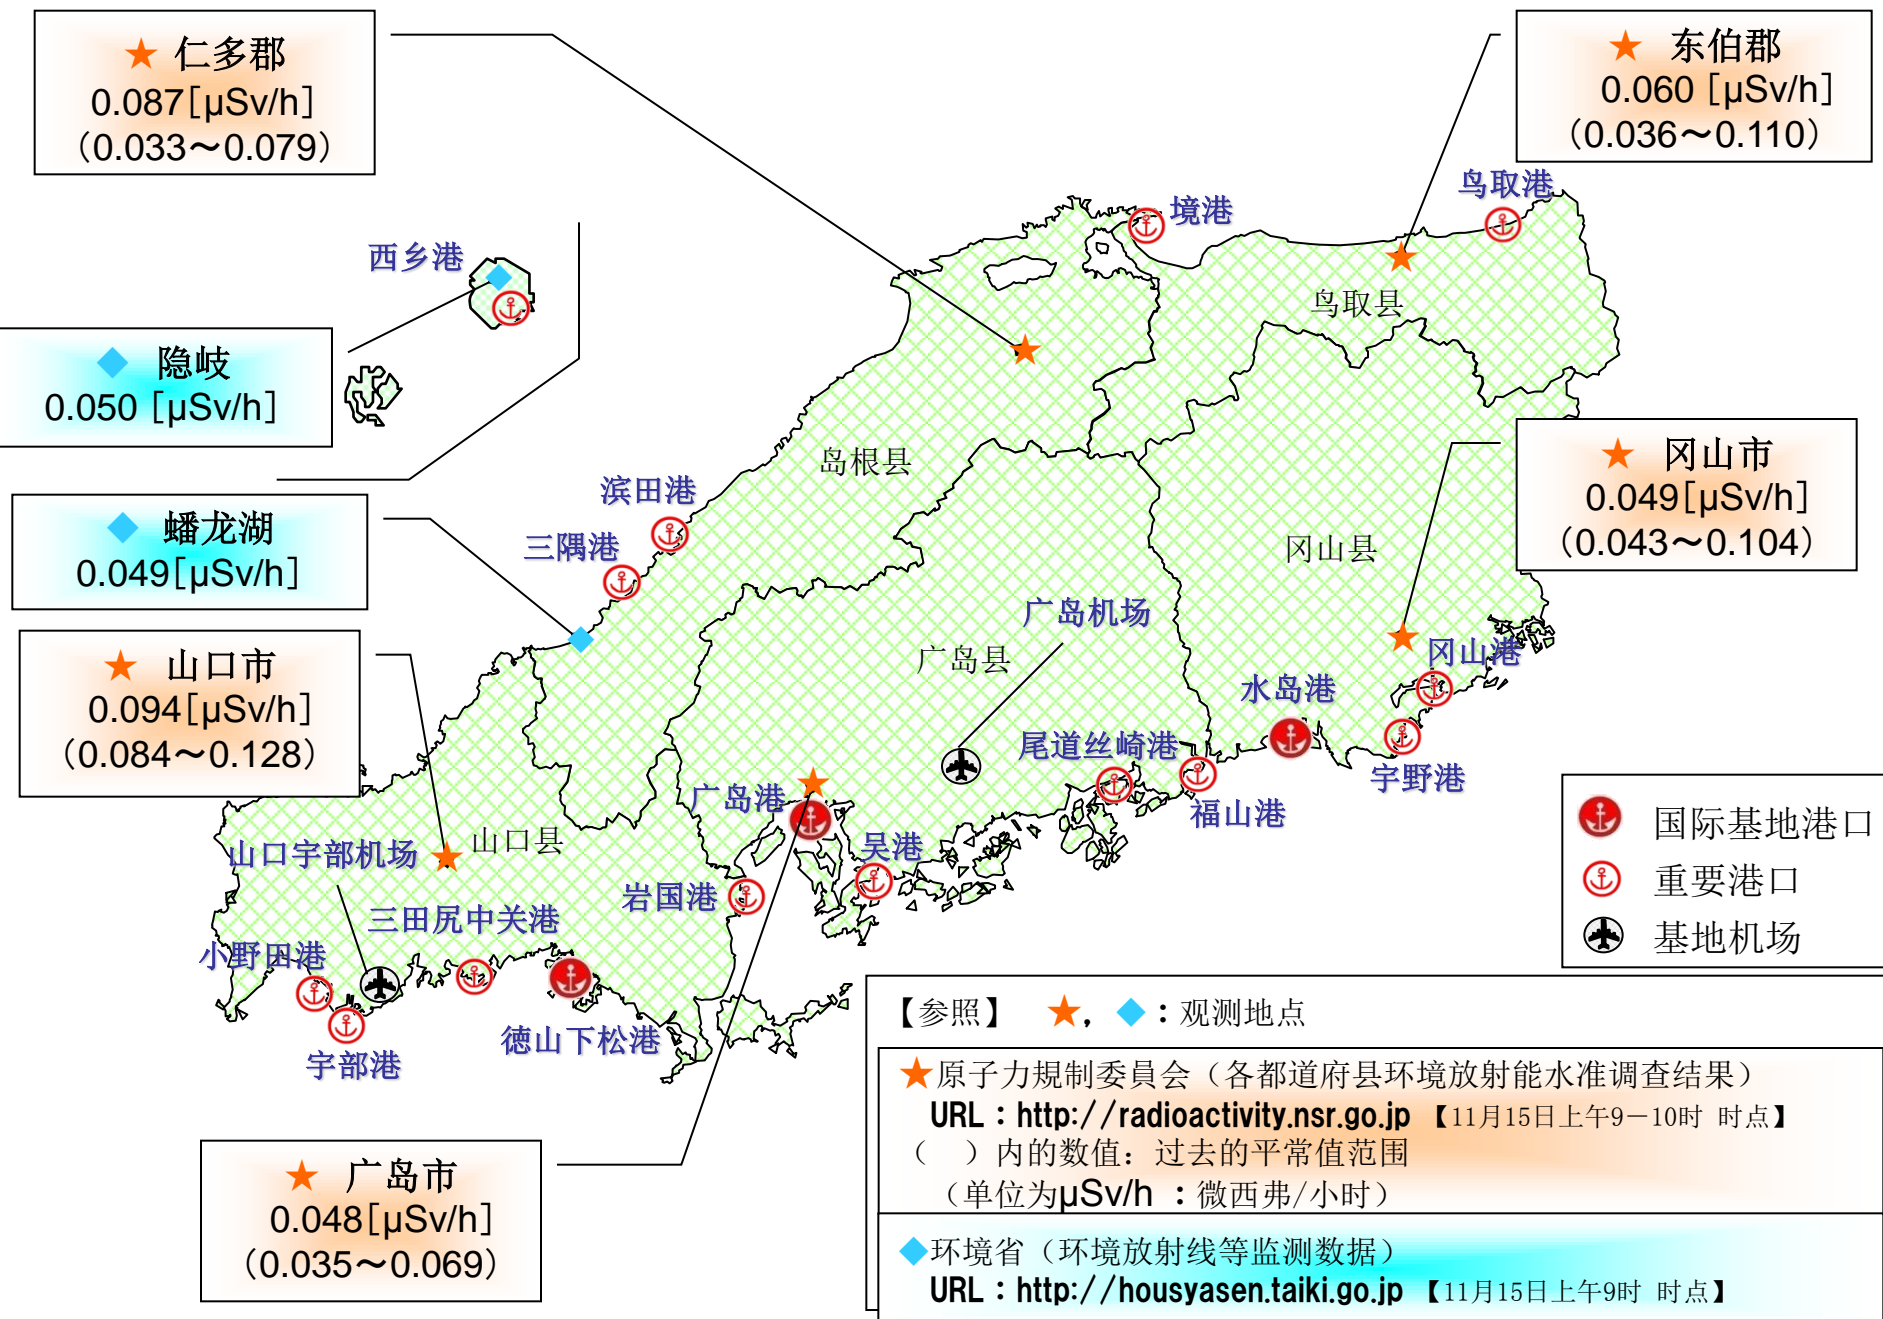 ★ 仁多郡
0.087[μSv/h]
（0.033～0.079）
★ 东伯郡
0.060 [μSv/h]
（0.036～0.110）
鸟取港
境港
西乡港
鸟取县
◆ 隐岐
0.050 [μSv/h]
岛根县
★ 冈山市
0.049[μSv/h]
（0.043～0.104）
滨田港
◆ 蟠龙湖
0.049[μSv/h]
三隅港
冈山县
广岛机场
★ 山口市
0.094[μSv/h]
（0.084～0.128）
广岛县
冈山港
水岛港
尾道丝崎港
宇野港
广岛港
福山港
山口县
吴港
山口宇部机场
岩国港
三田尻中关港
小野田港
徳山下松港
宇部港
国际基地港口
重要港口
基地机场
【参照】 ★，◆：观测地点
★原子力規制委員会（各都道府县环境放射能水准调查结果）
URL：http://radioactivity.nsr.go.jp 【11月15日上午9－10时 时点】
（ ）内的数值：过去的平常值范围
（单位为μSv/h ：微西弗/小时）
◆环境省（环境放射线等监测数据）
URL：http://housyasen.taiki.go.jp 【11月15日上午9时 时点】
★ 广岛市
0.048[μSv/h]
（0.035～0.069）